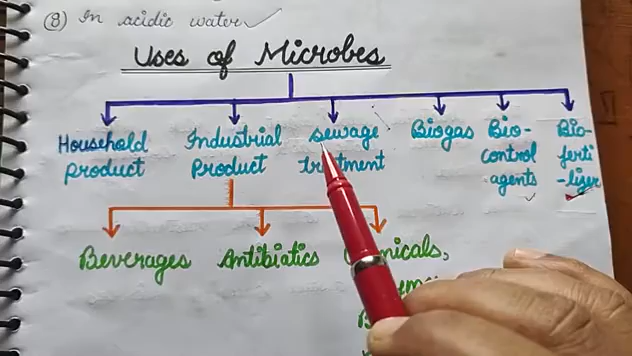 (8) In acidic water ✓
Uses of Microbes
Household product
Industrial Product
Sewage treatment
Biogas
Bio-
control
agents
Bio-
ferti
-lizer
Beverages
Antibiotics